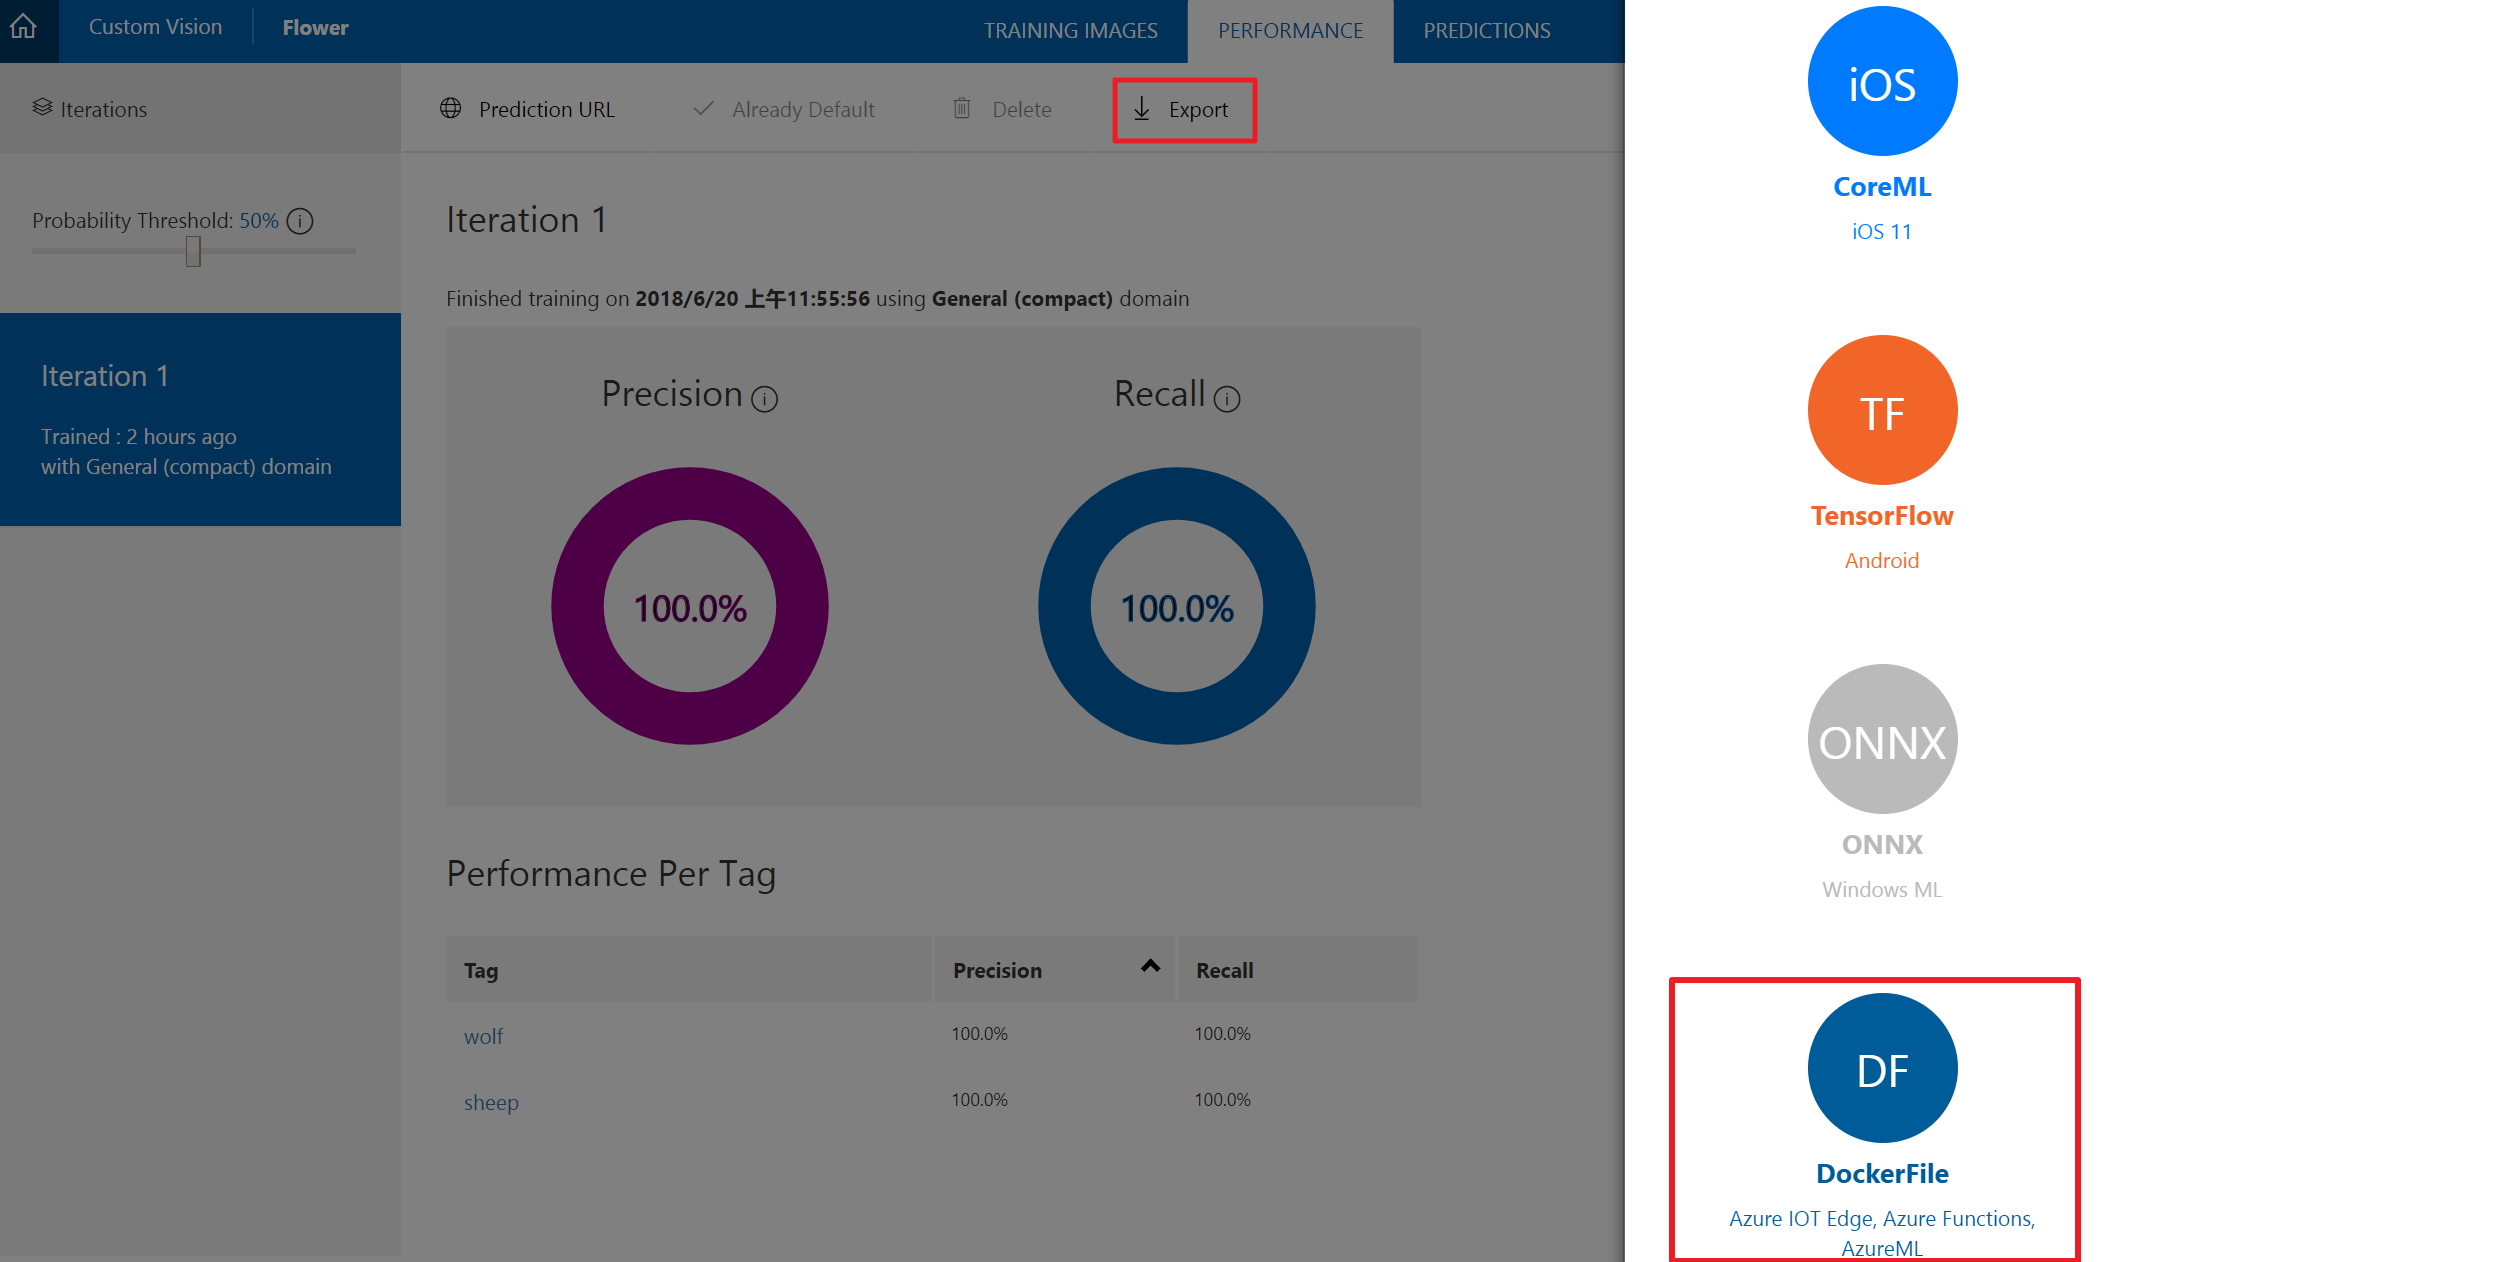 Custom Vision
Flower
TRAINING IMAGES
PERFORMANCE
PREDICTIONS
Iterations
Prediction URL
Already Default
Delete
Export
Probability Threshold: 50%
Iteration 1
Trained : 2 hours ago
with General (compact) domain
Iteration 1
Finished training on 2018/6/20 上午11:55:56 using General (compact) domain
Precision
Recall
100.0%
100.0%
Performance Per Tag
Tag
Precision
Recall
wolf
100.0%
100.0%
sheep
100.0%
100.0%
iOS
CoreML
iOS 11
TF
TensorFlow
Android
ONNX
ONNX
Windows ML
DF
DockerFile
Azure IOT Edge, Azure Functions,
AzureML